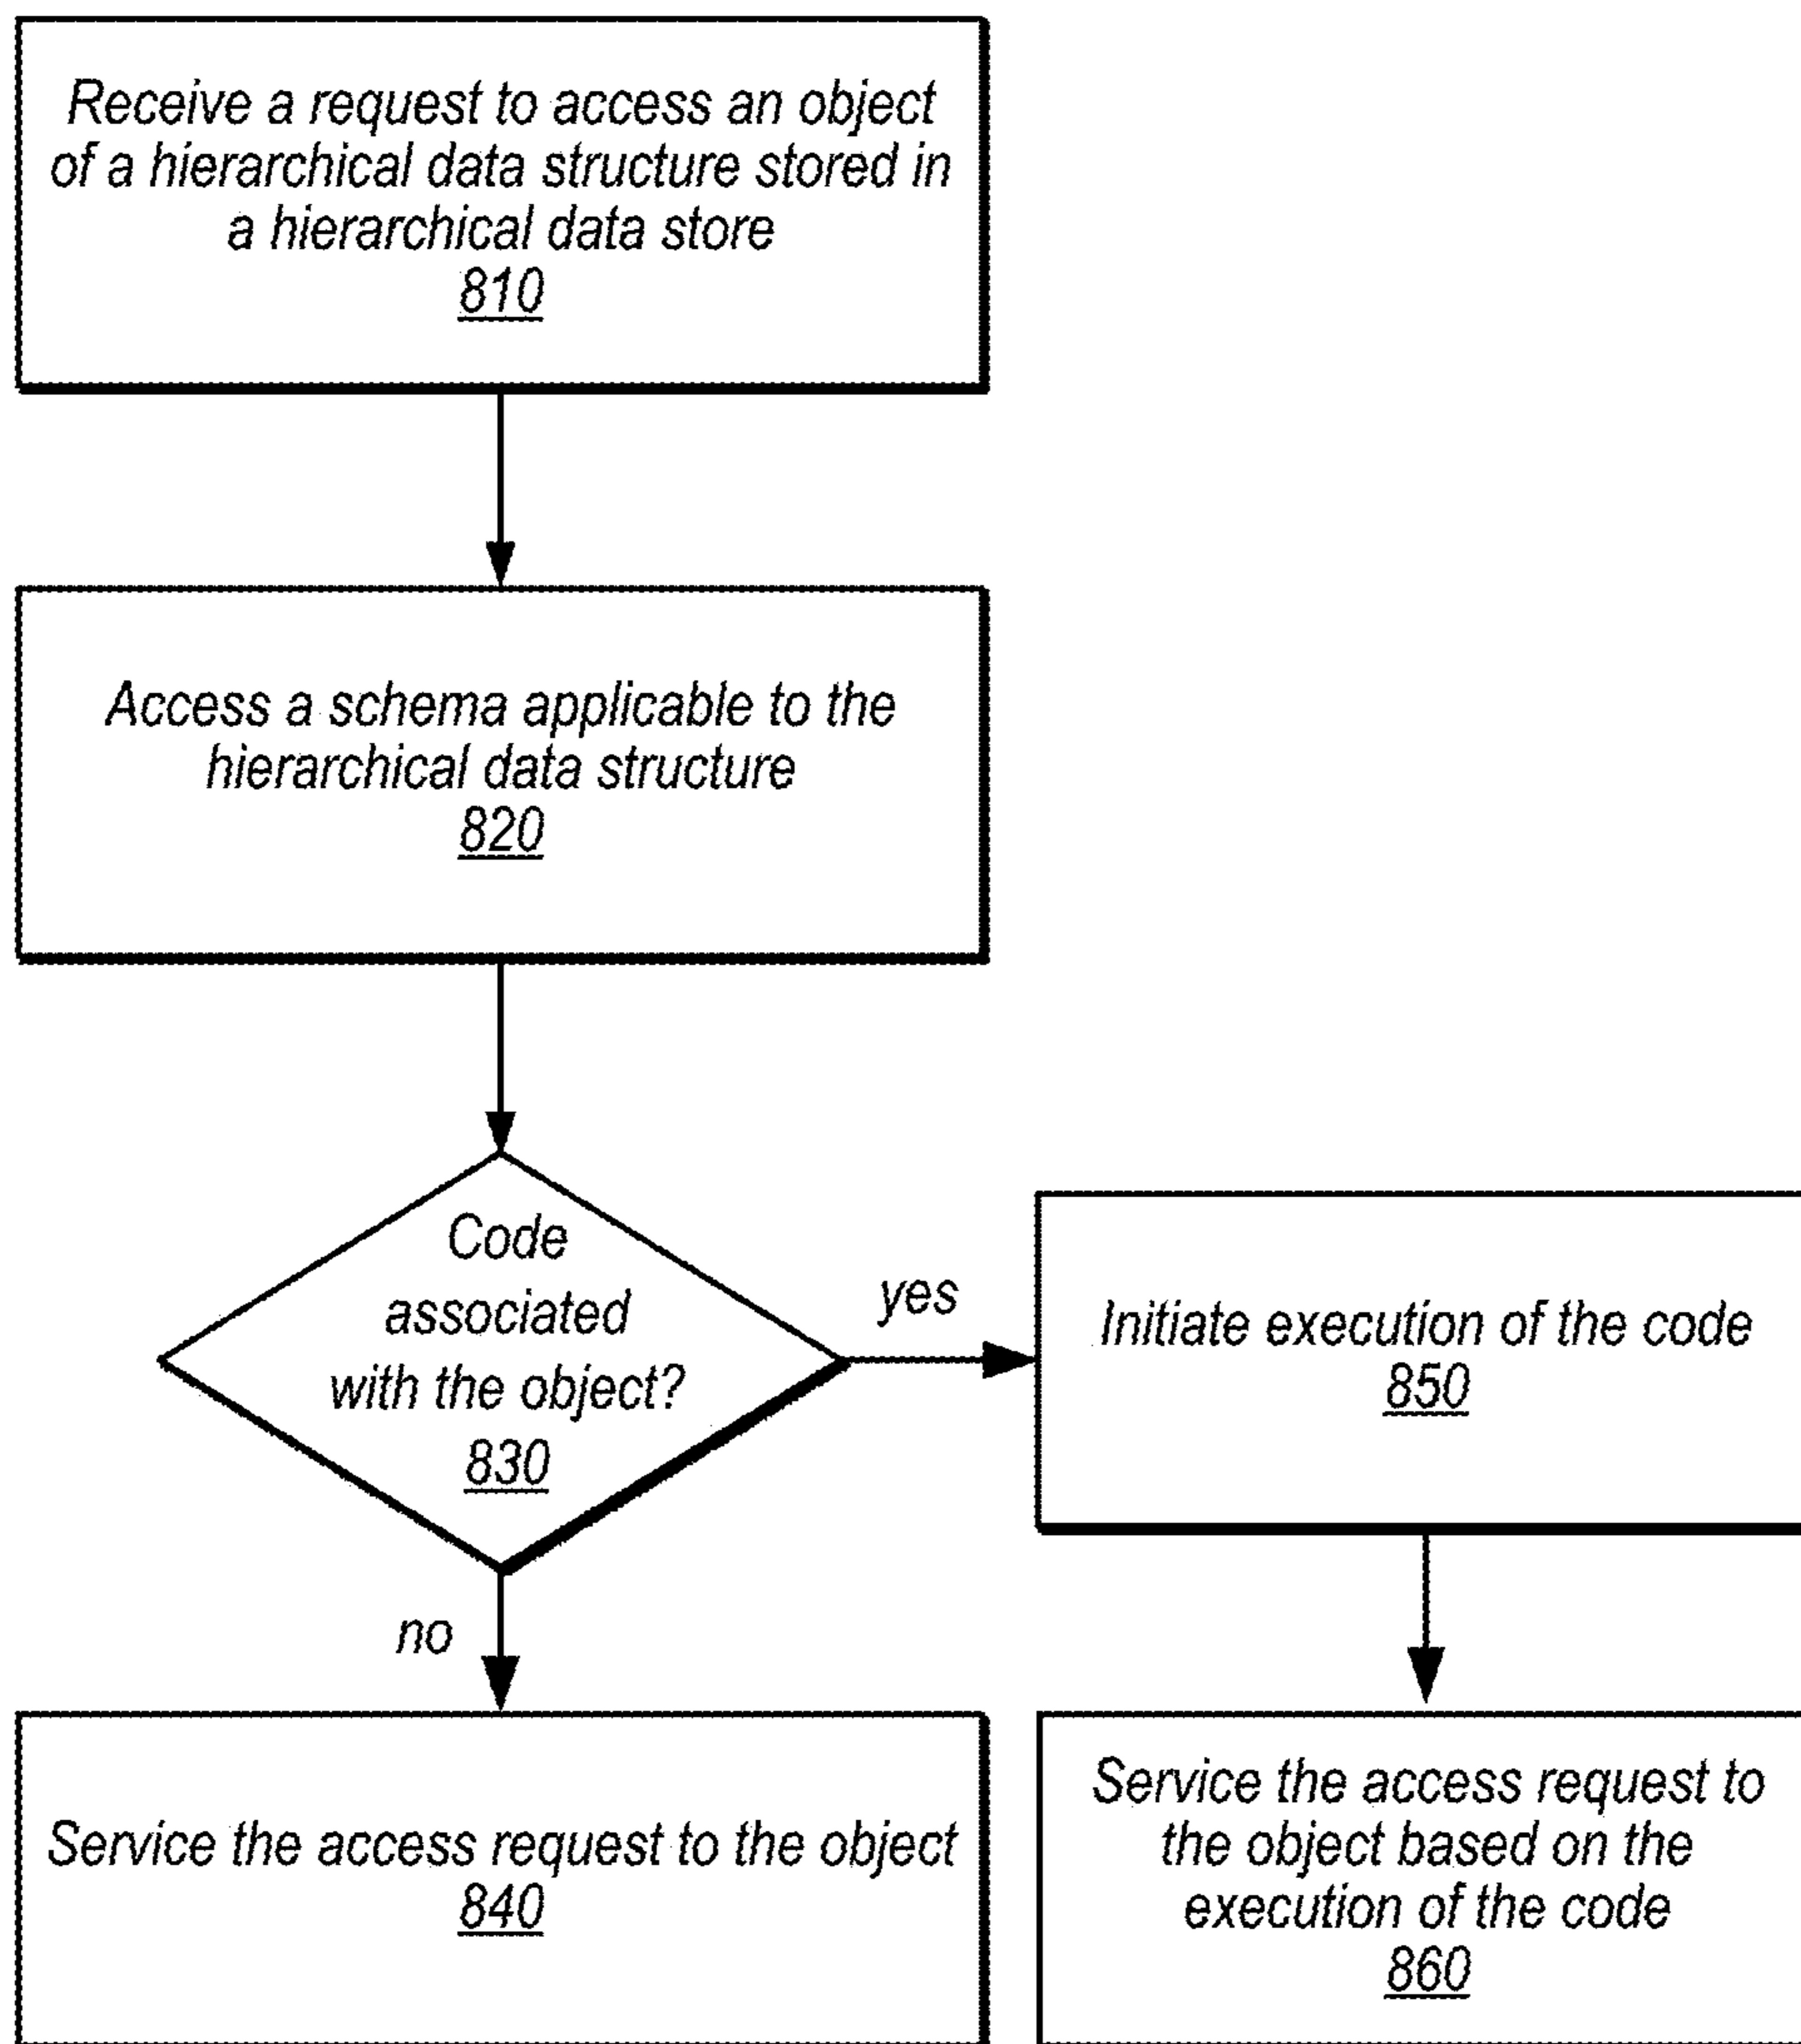 Receive a request to access an object
of a hierarchical data structure stored in
a hierarchical data store
810
Access a schema applicable to the
hierarchical data structure
820
Code
associated
with the object?
830
yes
Initiate execution of the code
850
no
Service the access request to the object
840
Service the access request to
the object based on the
execution of the code
860